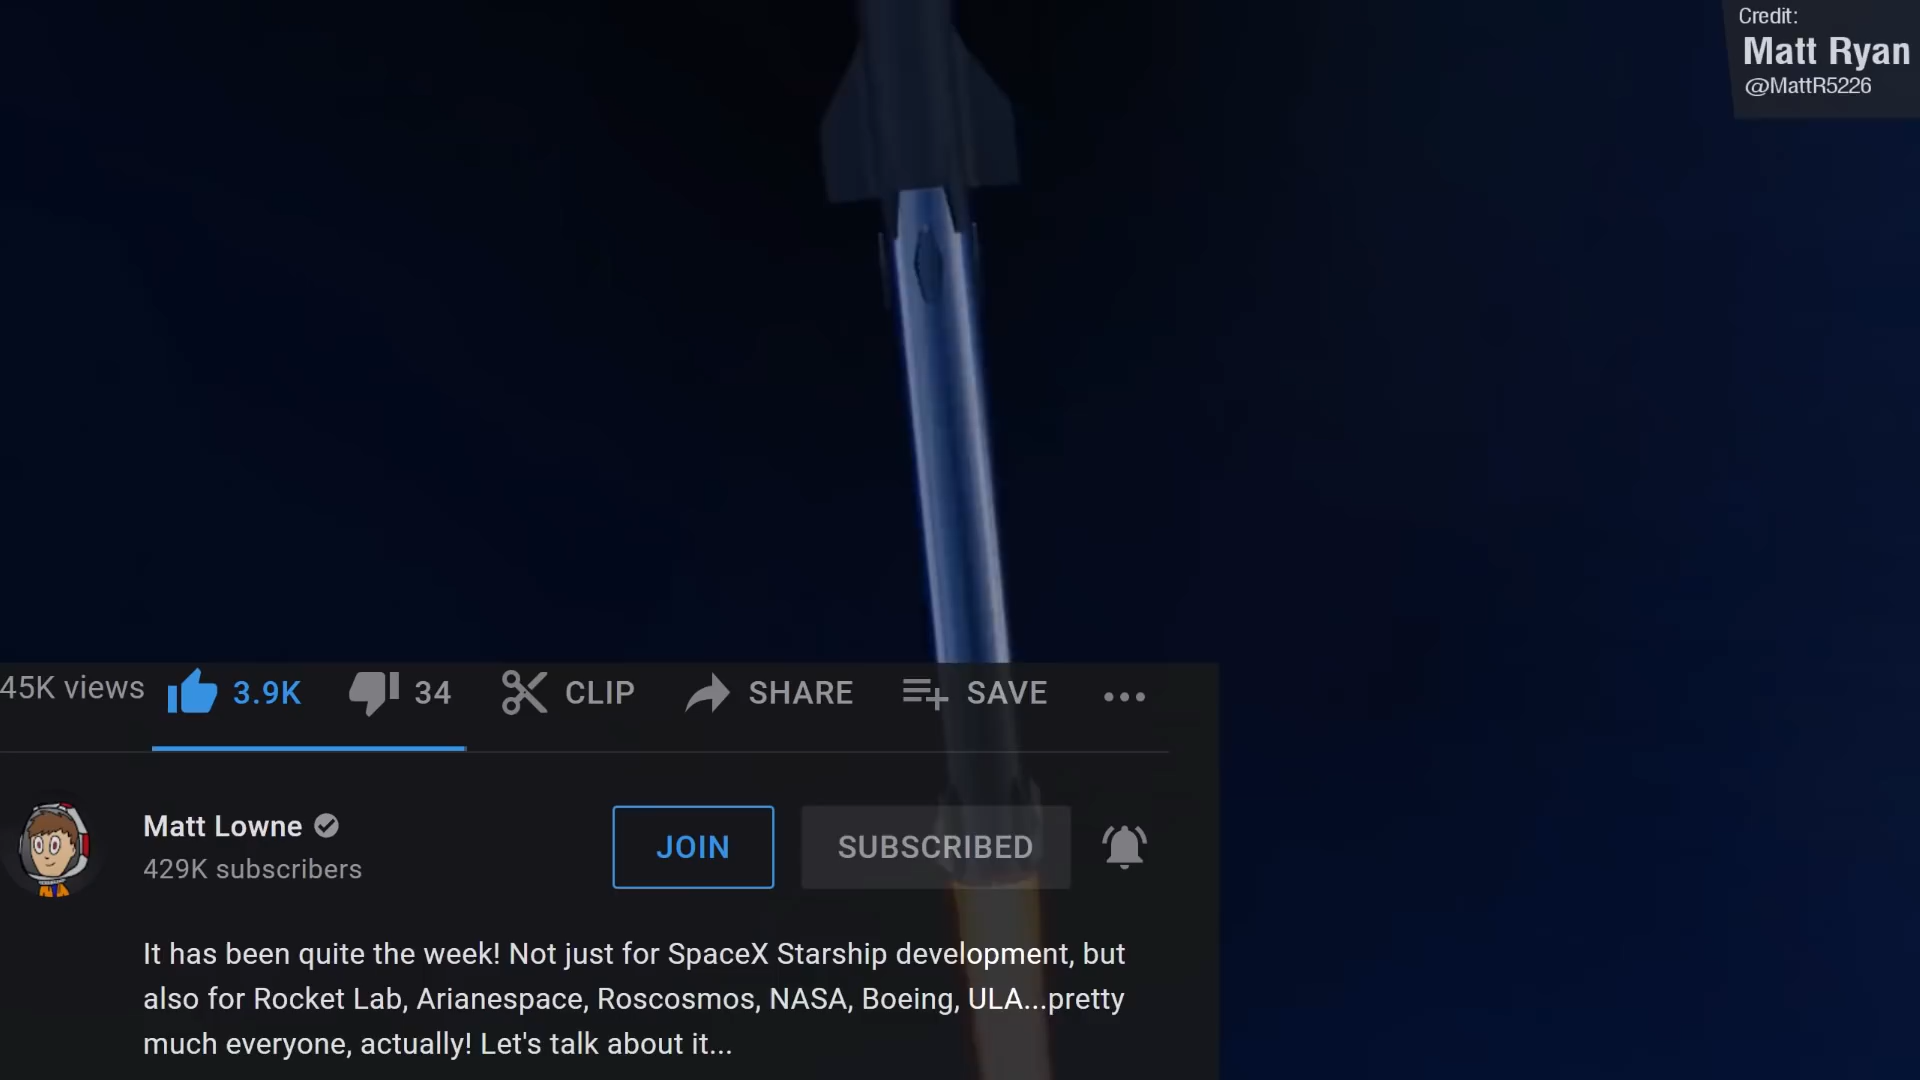 Credit:
Matt Ryan
@MattR5226
45K views
3.9K
34
CLIP
SHARE
SAVE
Matt Lowne
429K subscribers
JOIN
SUBSCRIBED
It has been quite the week! Not just for SpaceX Starship development, but
also for Rocket Lab, Arianespace, Roscosmos, NASA, Boeing, ULA...pretty
much everyone, actually! Let's talk about it...